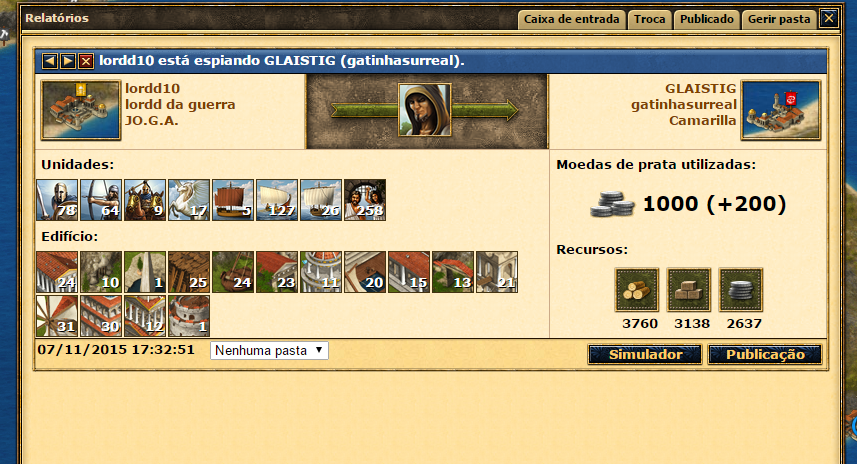 Relatórios
Caixa de entrada
Troca
Publicado
Gerir pasta
lordd10 está espiando GLAISTIG (gatinhasurreal).
lordd10
lordd da guerra
JO.G.A.
GLAISTIG
gatinhasurreal
Camarilla
Unidades:
78 64 9 17 5 127 26 258
Moedas de prata utilizadas:
1000 (+200)
Edifício:
24 10 1 25 24 23 11 20 15 13 21
31 30 12 1
Recursos:
3760 3138 2637
07/11/2015 17:32:51
Nenhuma pasta
Simulador
Publicação